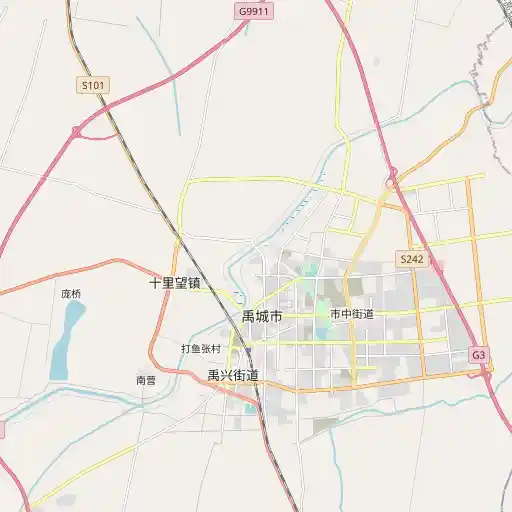 G9911
S101
S242
十里望镇
庞桥
禹城市
市中街道
打鱼张村
G3
禹兴街道
南营